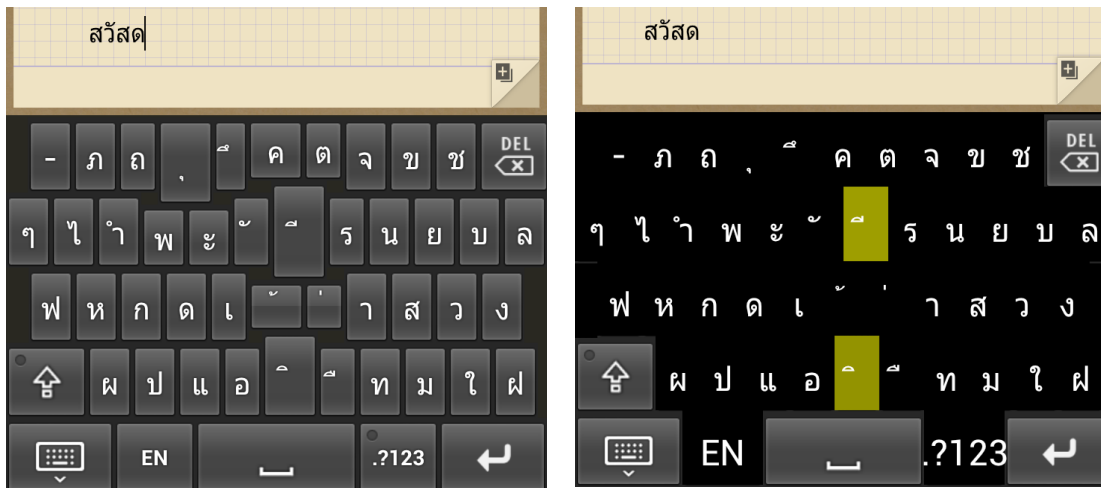 สวัสด
- ภ ถ ุ ึ ค ต จ ข ช DEL
ๆ ไ ำ พ ะ ั ี ร น ย บ ล
ฟ ห ก ด เ ้ ่ า ส ว ง
ผ ป แ อ ิ ื ท ม ใ ฝ
EN .?123
สวัสด
- ภ ถ ุ ึ ค ต จ ข ช DEL
ๆ ไ ำ พ ะ ั ี ร น ย บ ล
ฟ ห ก ด เ ้ ่ า ส ว ง
ผ ป แ อ ิ ื ท ม ใ ฝ
EN .?123